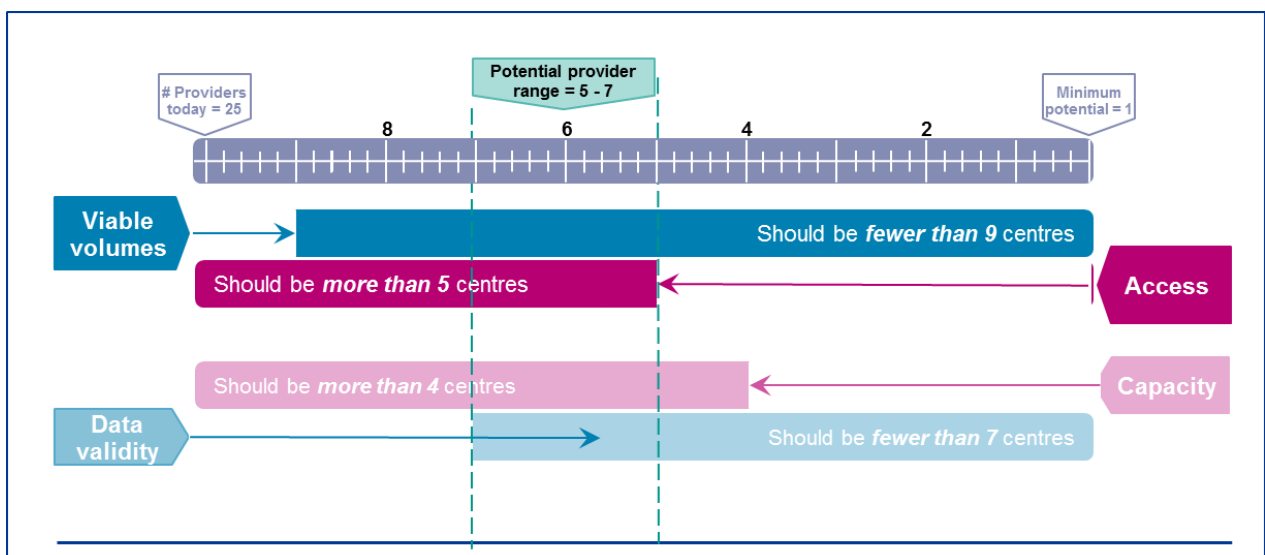 Potential provider
range = 5 - 7
# Providers
today = 25
Minimum
potential = 1
8
6
4
2
Viable
volumes
Should be fewer than 9 centres
Should be more than 5 centres
Access
Should be more than 4 centres
Capacity
Data
validity
Should be fewer than 7 centres